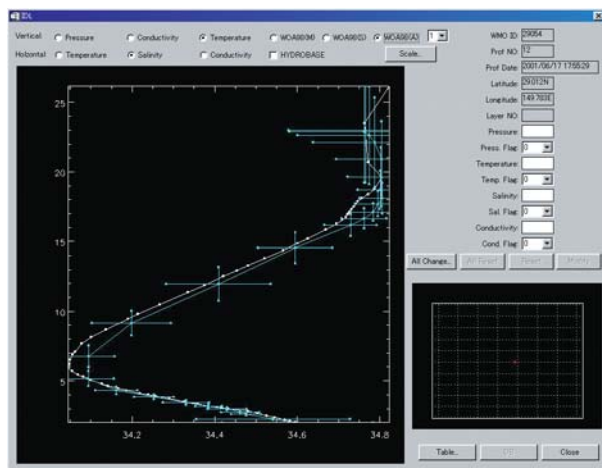 IDL
Vertical: Pressure Conductivity Temperature WOA98(M) WOA98(S) WOA98(A) 1
Holizontal: Temperature Salinity Conductivity HYDROBASE Scale..
WMO ID: 29054
Prof NO: 12
Prof Date: 2001/06/17 17:55:29
Latitude: 29.012N
Longitude: 149.783E
Layer NO:
Pressure:
Press. Flag: 0
Temperature:
Temp. Flag: 0
Salinity:
Sal. Flag: 0
Conductivity:
Cond. Flag: 0
All Change.. All Reset Reset Modify
25
20
15
10
5
34.2 34.4 34.6 34.8
Table.. Close